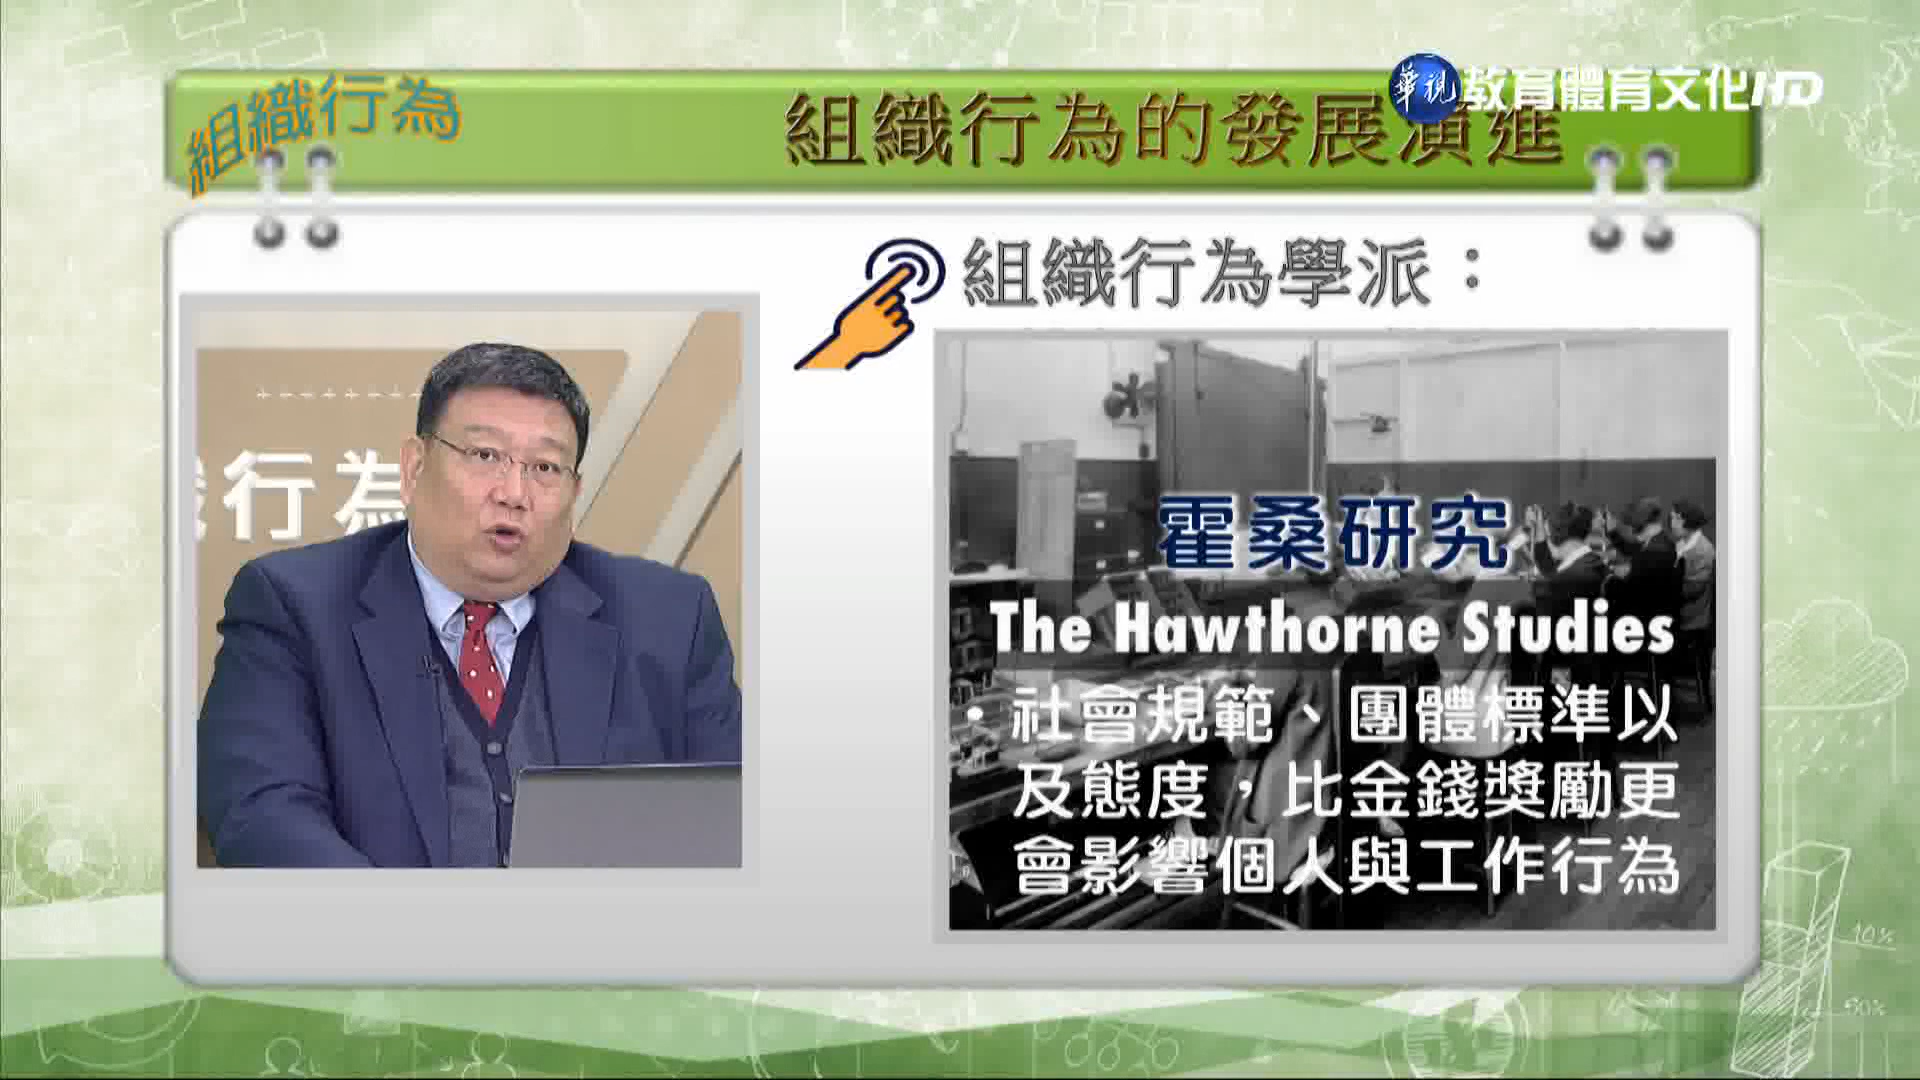 組織行為
組織行為的發展演進
華視
教育體育文化HD
組織行為學派：
行為
霍桑研究
The Hawthorne Studies
社會規範、團體標準以
及態度，比金錢獎勵更
會影響個人與工作行為
10%
50%